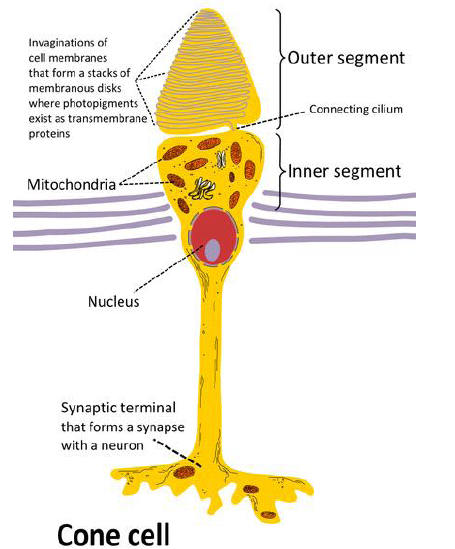 Invaginations of
cell membranes
that form a stacks of
membranous disks
where photopigments
exist as transmembrane
proteins
Outer segment
Connecting cilium
Inner segment
Mitochondria
Nucleus
Synaptic terminal
that forms a synapse
with a neuron
Cone cell